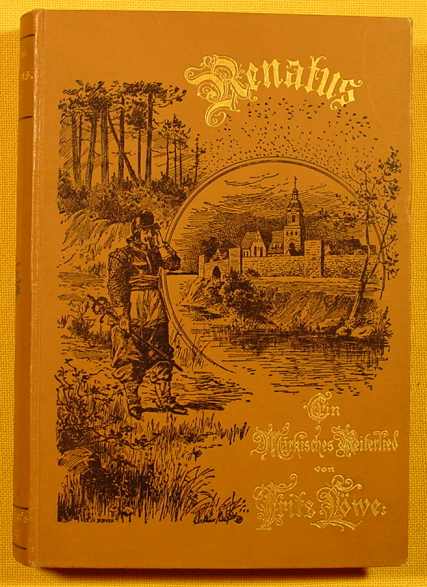 Renatus
Ein
Märkisches Reiterlied
von
Fritz Löwe.